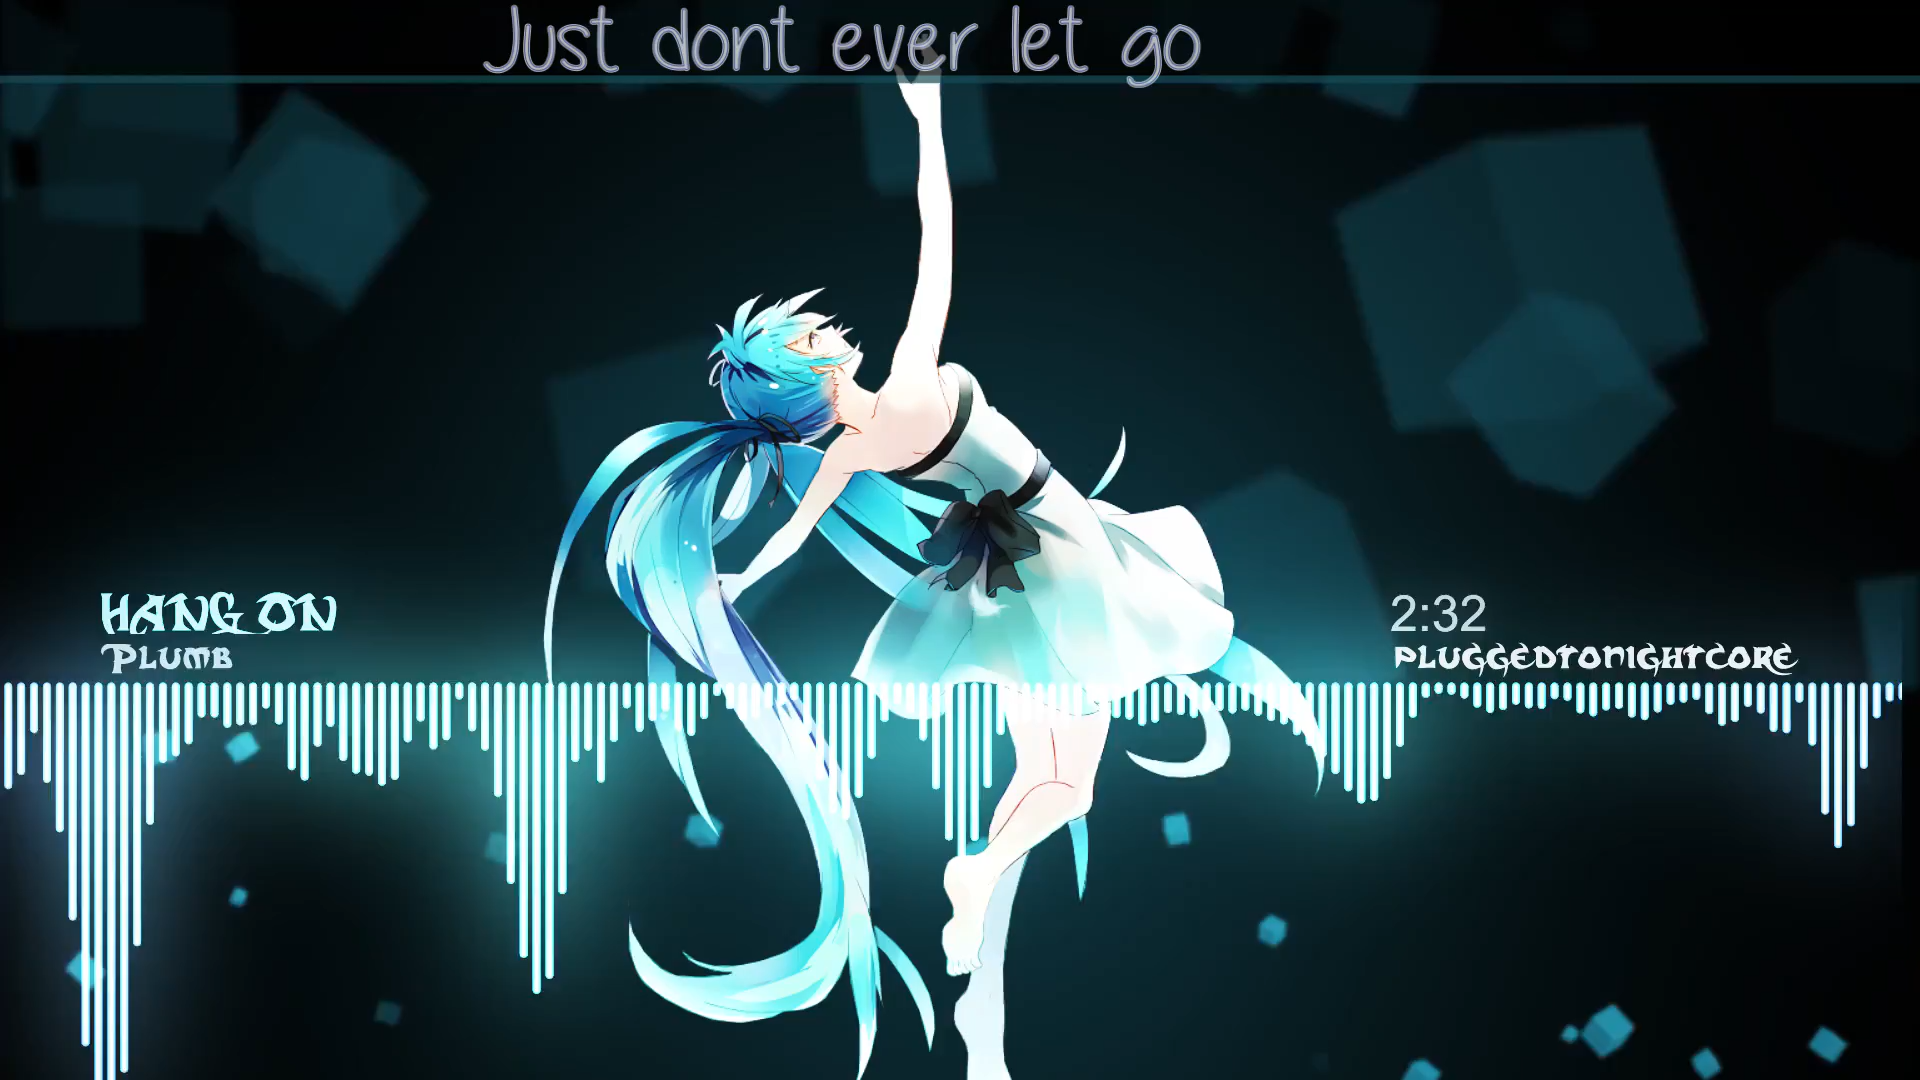 Just dont ever let go
HANG ON
PLUMB
2:32
PLUGGEDTONIGHTCORE